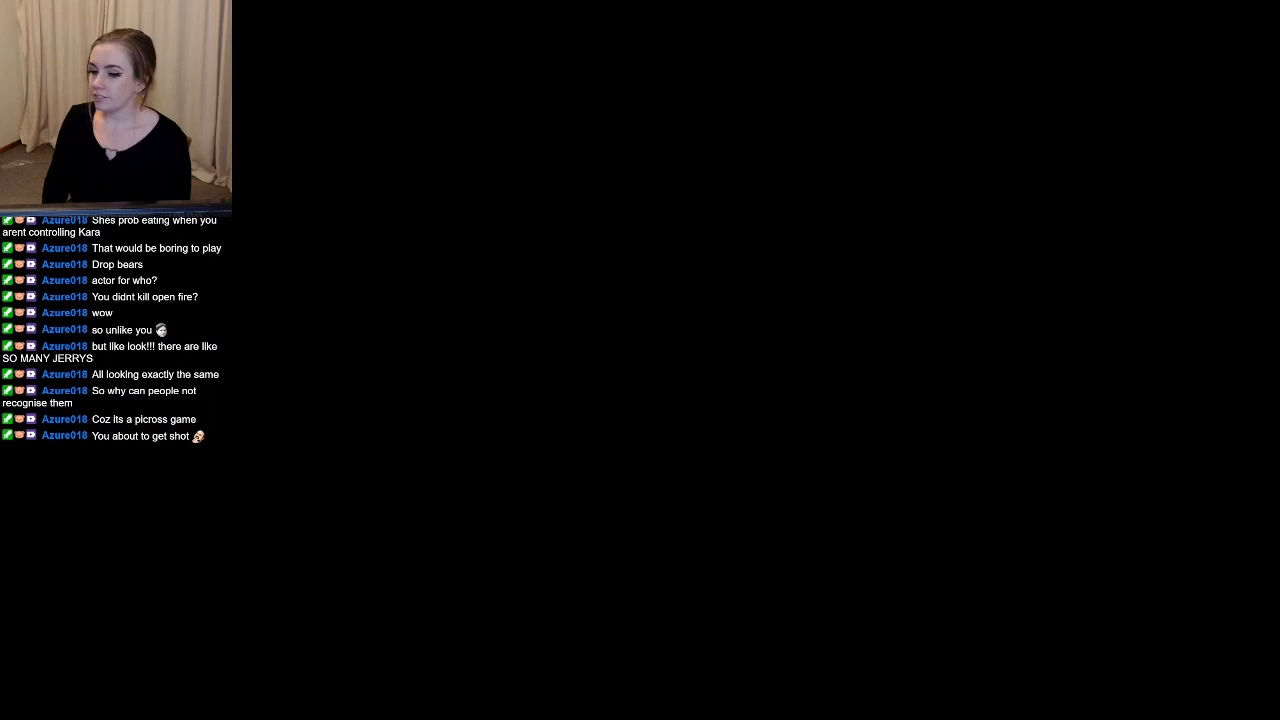 Azure018 Shes prob eating when you
arent controlling Kara
Azure018 That would be boring to play
Azure018 Drop bears
Azure018 actor for who?
Azure018 You didnt kill open fire?
Azure018 wow
Azure018 so unlike you
Azure018 but like look!!! there are like
SO MANY JERRYS
Azure018 All looking exactly the same
Azure018 So why can people not
recognise them
Azure018 Coz its a picross game
Azure018 You about to get shot